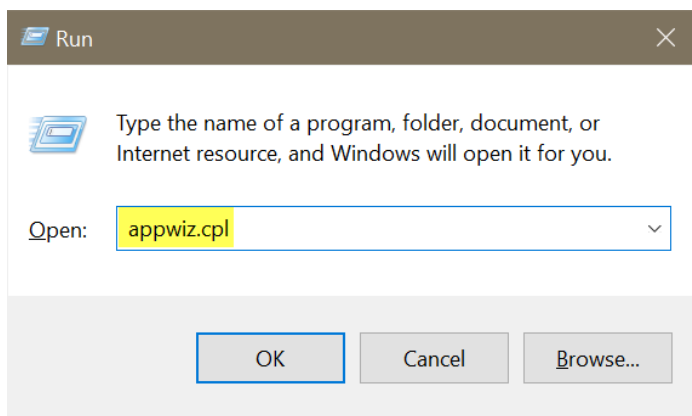 Run
Type the name of a program, folder, document, or
Internet resource, and Windows will open it for you.
Open: appwiz.cpl
OK Cancel Browse...